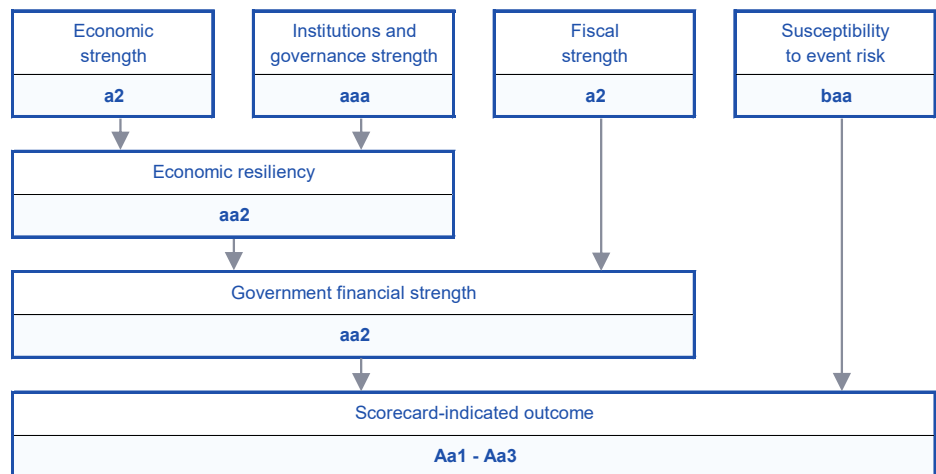 Economic
strength
a2
Institutions and
governance strength
aaa
Fiscal
strength
a2
Susceptibility
to event risk
baa
Economic resiliency
aa2
Government financial strength
aa2
Scorecard-indicated outcome
Aa1 - Aa3